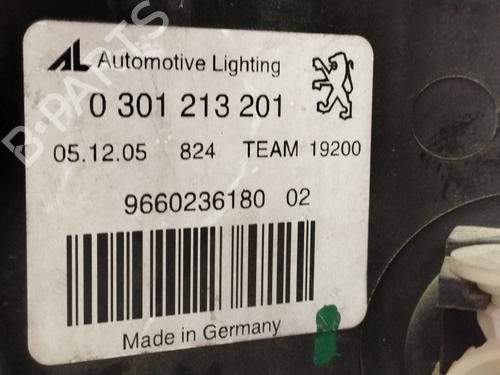 AL Automotive Lighting
0 301 213 201
05.12.05 824 TEAM 19200
9660236180 02
Made in Germany
B-PARTS